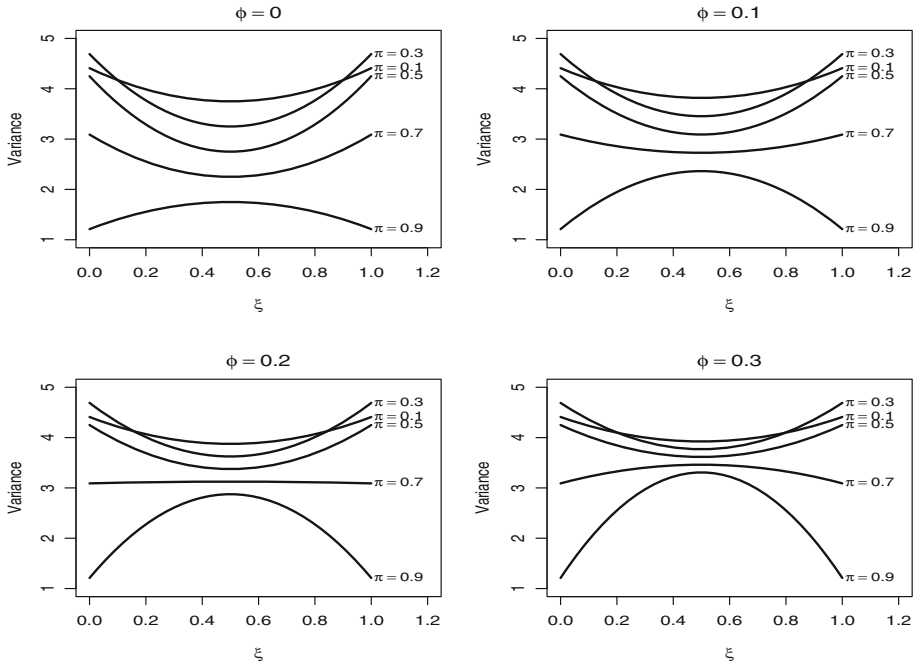 ϕ = 0
Variance
5
4
3
2
1
π = 0.3
π = 0.1
π = 0.5
π = 0.7
π = 0.9
0.0 0.2 0.4 0.6 0.8 1.0 1.2
ξ
ϕ = 0.1
Variance
5
4
3
2
1
π = 0.3
π = 0.1
π = 0.5
π = 0.7
π = 0.9
0.0 0.2 0.4 0.6 0.8 1.0 1.2
ξ
ϕ = 0.2
Variance
5
4
3
2
1
π = 0.3
π = 0.1
π = 0.5
π = 0.7
π = 0.9
0.0 0.2 0.4 0.6 0.8 1.0 1.2
ξ
ϕ = 0.3
Variance
5
4
3
2
1
π = 0.3
π = 0.1
π = 0.5
π = 0.7
π = 0.9
0.0 0.2 0.4 0.6 0.8 1.0 1.2
ξ